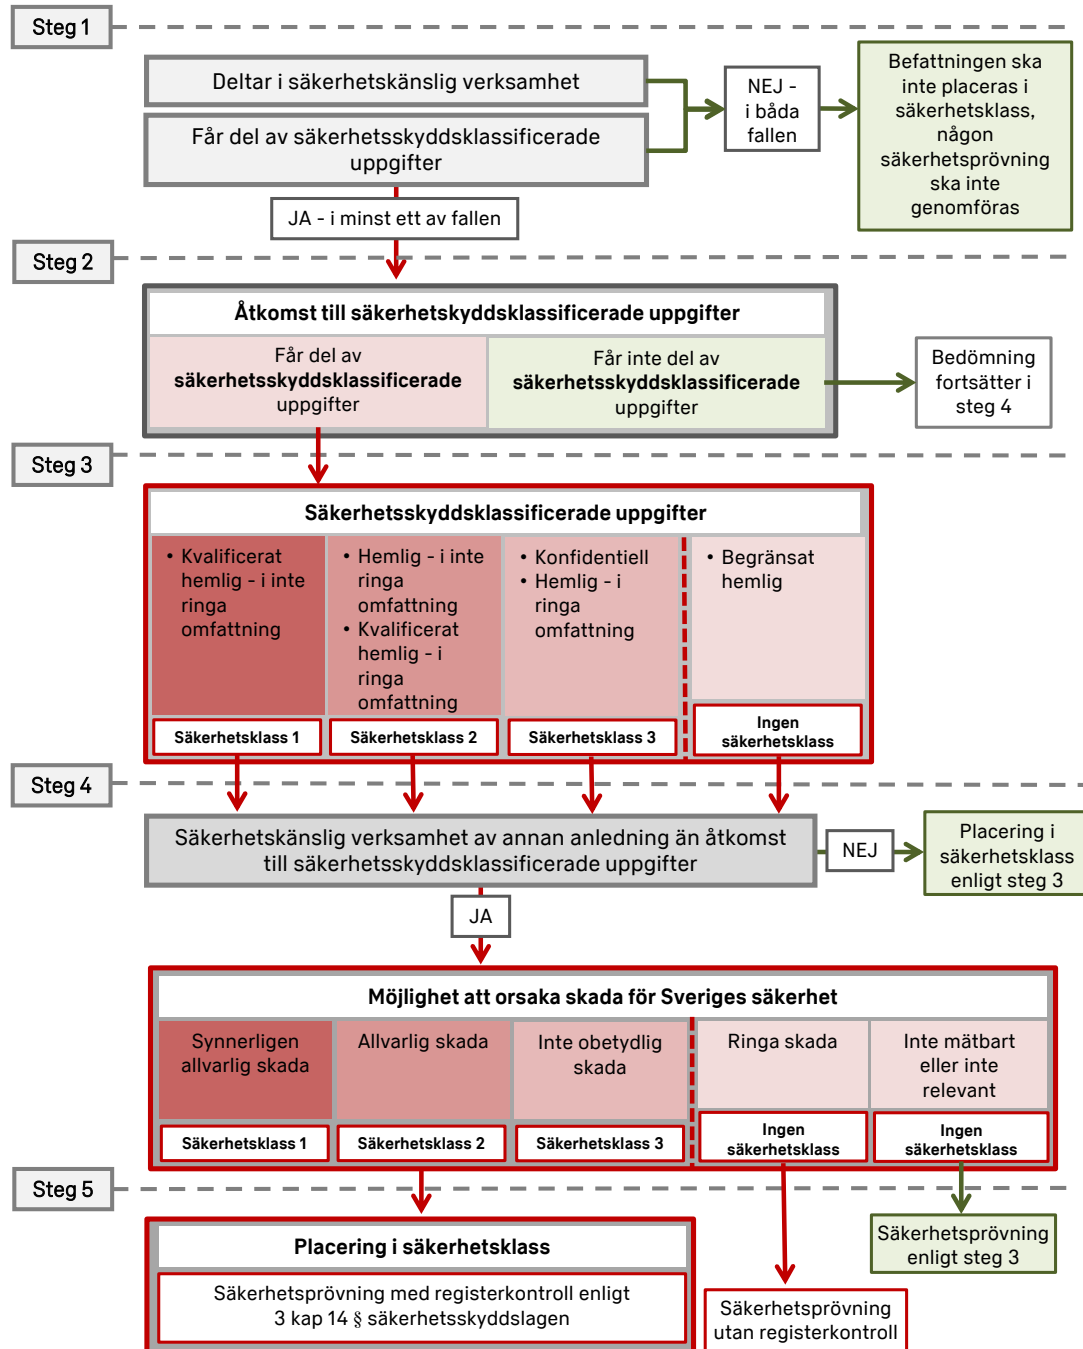 Steg 1
Deltar i säkerhetskänslig verksamhet
Får del av säkerhetsskyddsklassificerade
uppgifter
NEJ -
i båda
fallen
Befattningen ska
inte placeras i
säkerhetsklass,
någon
säkerhetsprövning
ska inte
genomföras
JA - i minst ett av fallen
Steg 2
Åtkomst till säkerhetskyddsklassificerade uppgifter
Får del av
säkerhetsskyddsklassificerade
uppgifter
Får inte del av
säkerhetsskyddsklassificerade
uppgifter
Bedömning
fortsätter i
steg 4
Steg 3
Säkerhetsskyddsklassificerade uppgifter
• Kvalificerat
hemlig - i inte
ringa
omfattning
• Hemlig - i inte
ringa
omfattning
• Kvalificerat
hemlig - i
ringa
omfattning
• Konfidentiell
• Hemlig - i
ringa
omfattning
• Begränsat
hemlig
Säkerhetsklass 1
Säkerhetsklass 2
Säkerhetsklass 3
Ingen
säkerhetsklass
Steg 4
Säkerhetskänslig verksamhet av annan anledning än åtkomst
till säkerhetsskyddsklassificerade uppgifter
NEJ
Placering i
säkerhetsklass
enligt steg 3
JA
Möjlighet att orsaka skada för Sveriges säkerhet
Synnerligen
allvarlig skada
Allvarlig skada
Inte obetydlig
skada
Ringa skada
Inte mätbart
eller inte
relevant
Säkerhetsklass 1
Säkerhetsklass 2
Säkerhetsklass 3
Ingen
säkerhetsklass
Ingen
säkerhetsklass
Steg 5
Placering i säkerhetsklass
Säkerhetsprövning med registerkontroll enligt
3 kap 14 § säkerhetsskyddslagen
Säkerhetsprövning
utan registerkontroll
Säkerhetsprövning
enligt steg 3